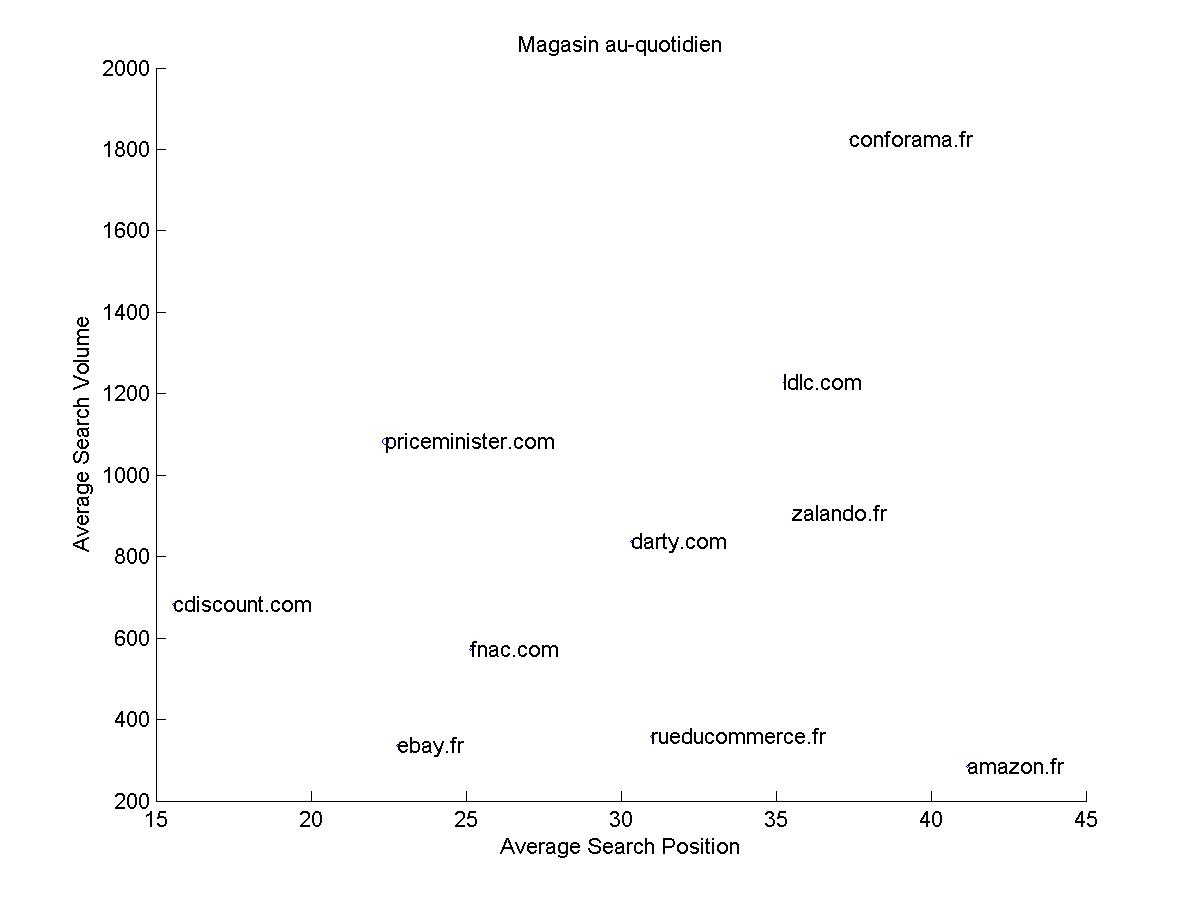 Magasin au-quotidien
2000
1800
1600
1400
1200
1000
800
600
400
200
Average Search Volume
conforama.fr
ldlc.com
priceminister.com
zalando.fr
darty.com
cdiscount.com
fnac.com
rueducommerce.fr
ebay.fr
amazon.fr
15 20 25 30 35 40 45
Average Search Position